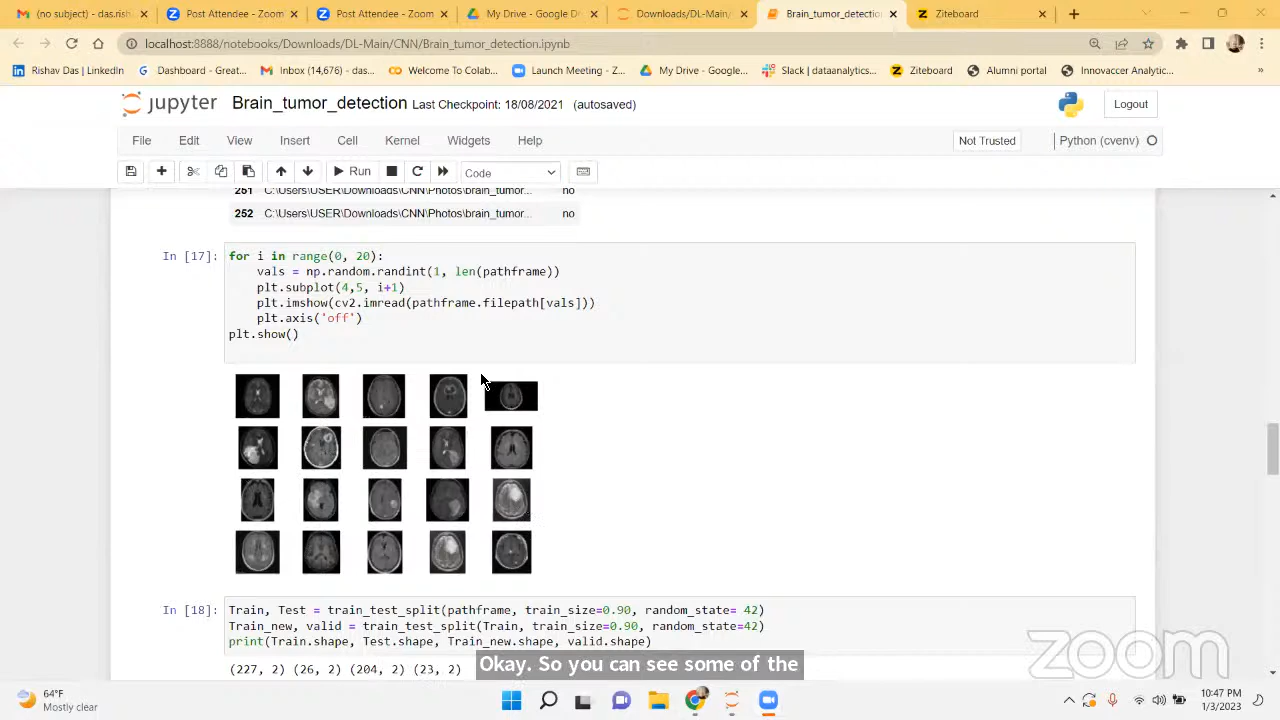 (no subject) - das.rish
Post Attendee - Zoom
Post Attendee - Zoom
My Drive - Google D
Downloads/DL-Main/
Brain_tumor_detectio
Ziteboard
localhost:8888/notebooks/Downloads/DL-Main/CNN/Brain_tumor_detection.ipynb
Rishav Das | LinkedIn
Dashboard - Great...
Inbox (14,676) - das...
Welcome To Colab...
Launch Meeting - Z...
My Drive - Google...
Slack | dataanalytics...
Ziteboard
Alumni portal
Innovaccer Analytic...
»
jupyter
Brain_tumor_detection Last Checkpoint: 18/08/2021 (autosaved)
Logout
File Edit View Insert Cell Kernel Widgets Help
Not Trusted
Python (cvenv)
Run
Code
251 C:\Users\USER\Downloads\CNN\Photos\brain_tumor... no
252 C:\Users\USER\Downloads\CNN\Photos\brain_tumor... no
In [17]:
for i in range(0, 20):
vals = np.random.randint(1, len(pathframe))
plt.subplot(4,5, i+1)
plt.imshow(cv2.imread(pathframe.filepath[vals]))
plt.axis('off')
plt.show()
In [18]:
Train, Test = train_test_split(pathframe, train_size=0.90, random_state= 42)
Train_new, valid = train_test_split(Train, train_size=0.90, random_state=42)
print(Train.shape, Test.shape, Train_new.shape, valid.shape)
(227, 2) (26, 2) (204, 2) (23, 2)
zoom
Okay. So you can see some of the
64°F
Mostly clear
10:47 PM
1/3/2023